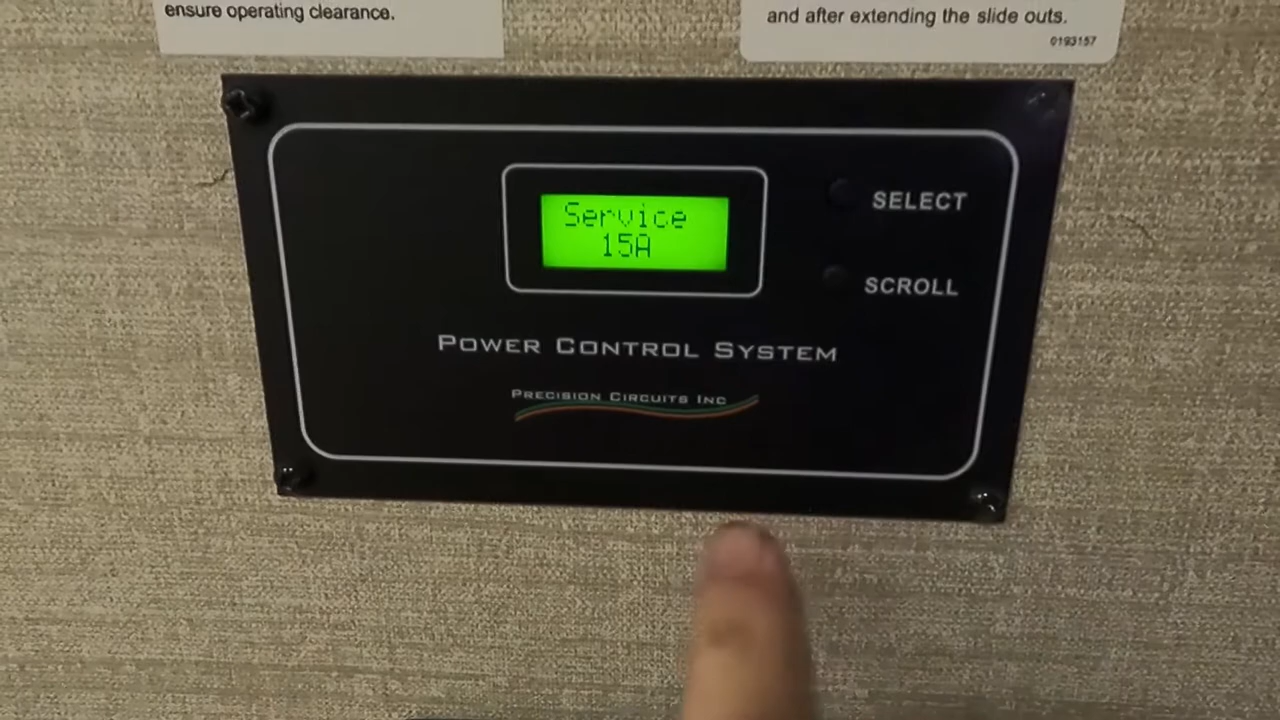 ensure operating clearance.
and after extending the slide outs.
0193157
Service
15A
SELECT
SCROLL
POWER CONTROL SYSTEM
PRECISION CIRCUITS INC